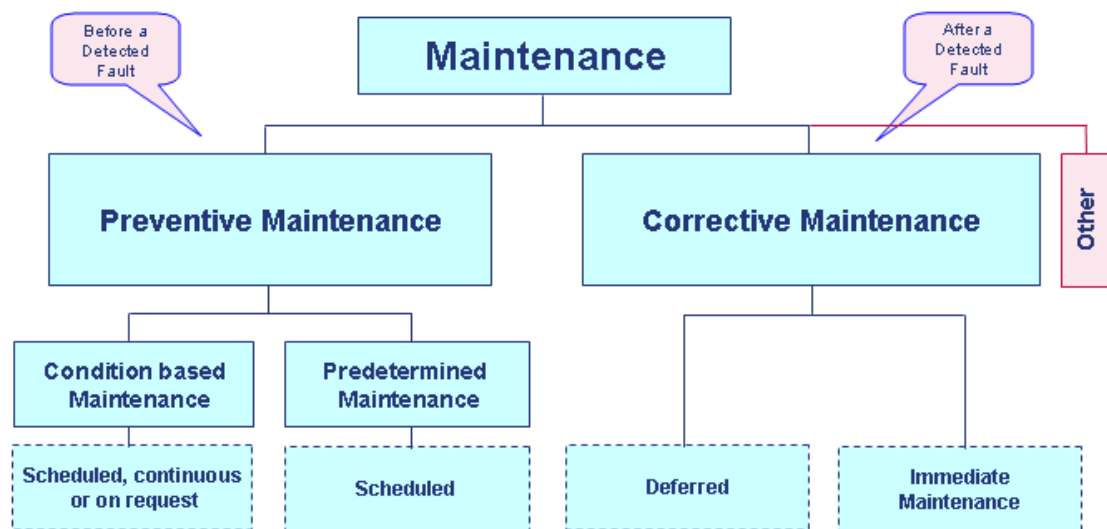 Before a
Detected
Fault
Maintenance
After a
Detected
Fault
Preventive Maintenance
Corrective Maintenance
Other
Condition based
Maintenance
Predetermined
Maintenance
Scheduled, continuous
or on request
Scheduled
Deferred
Immediate
Maintenance